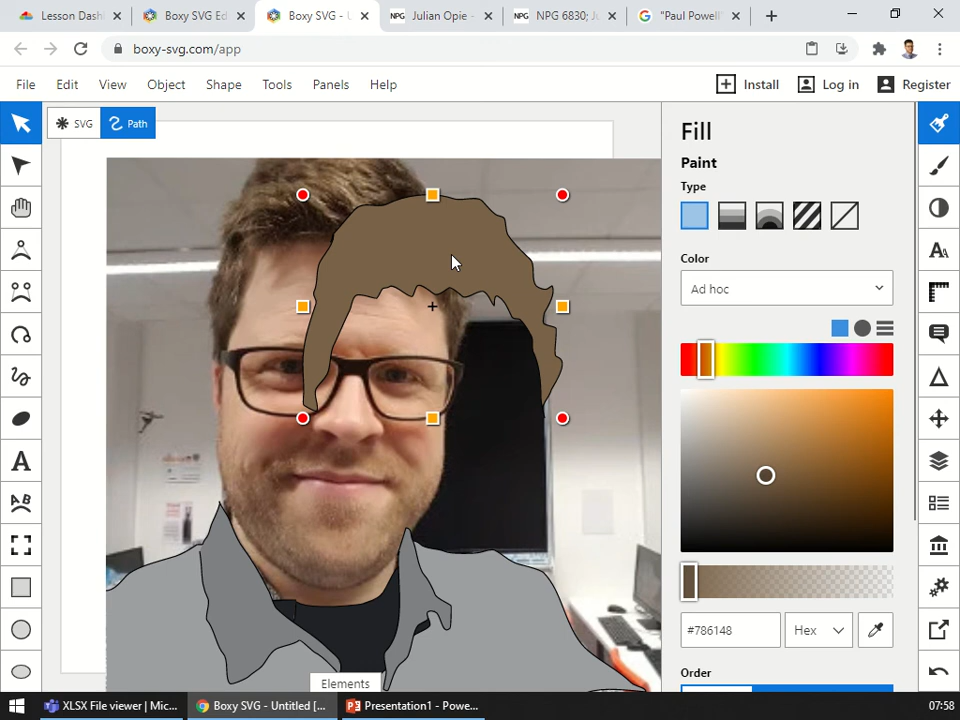 Lesson Dash
Boxy SVG Ed
Boxy SVG - U
Julian Opie -
NPG 6830; Ju
"Paul Powell"
boxy-svg.com/app
File
Edit
View
Object
Shape
Tools
Panels
Help
Install
Log in
Register
SVG
Path
Fill
Paint
Type
Color
Ad hoc
#786148
Hex
Order
Elements
XLSX File viewer | Mic...
Boxy SVG - Untitled [...
Presentation1 - Powe...
07:58